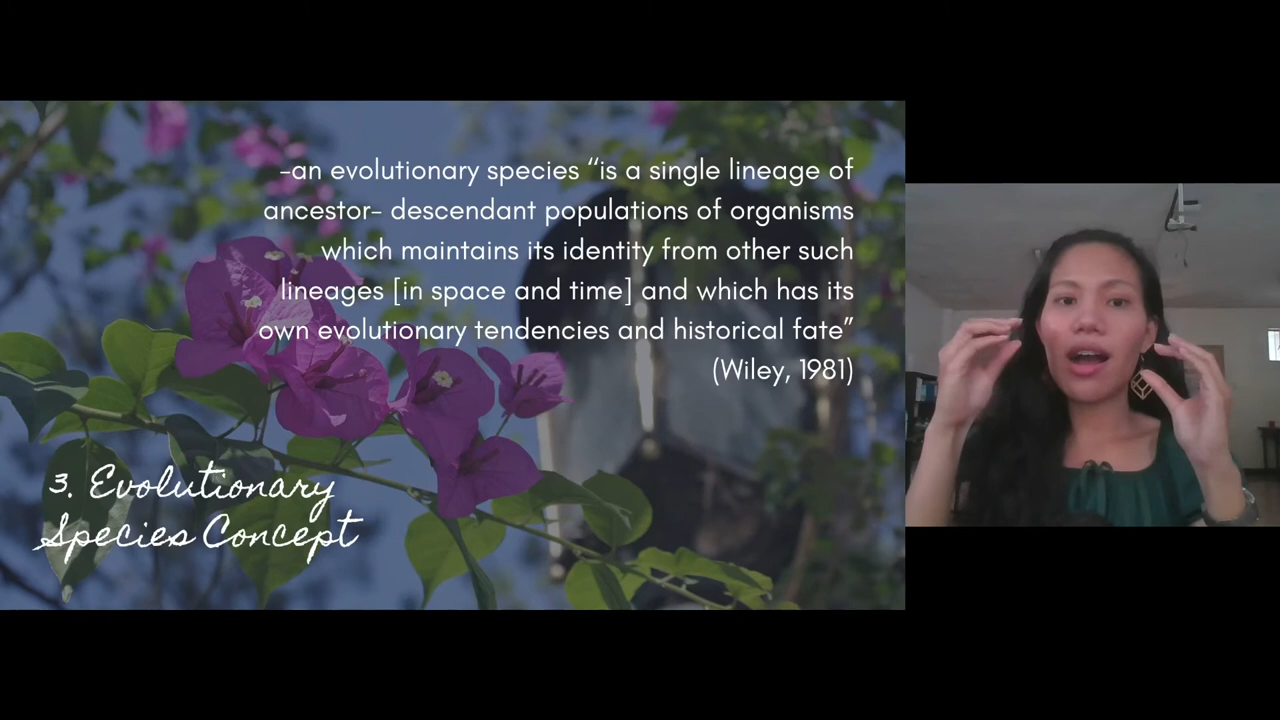 -an evolutionary species “is a single lineage of
ancestor- descendant populations of organisms
which maintains its identity from other such
lineages [in space and time] and which has its
own evolutionary tendencies and historical fate”
(Wiley, 1981)
3. Evolutionary
Species Concept